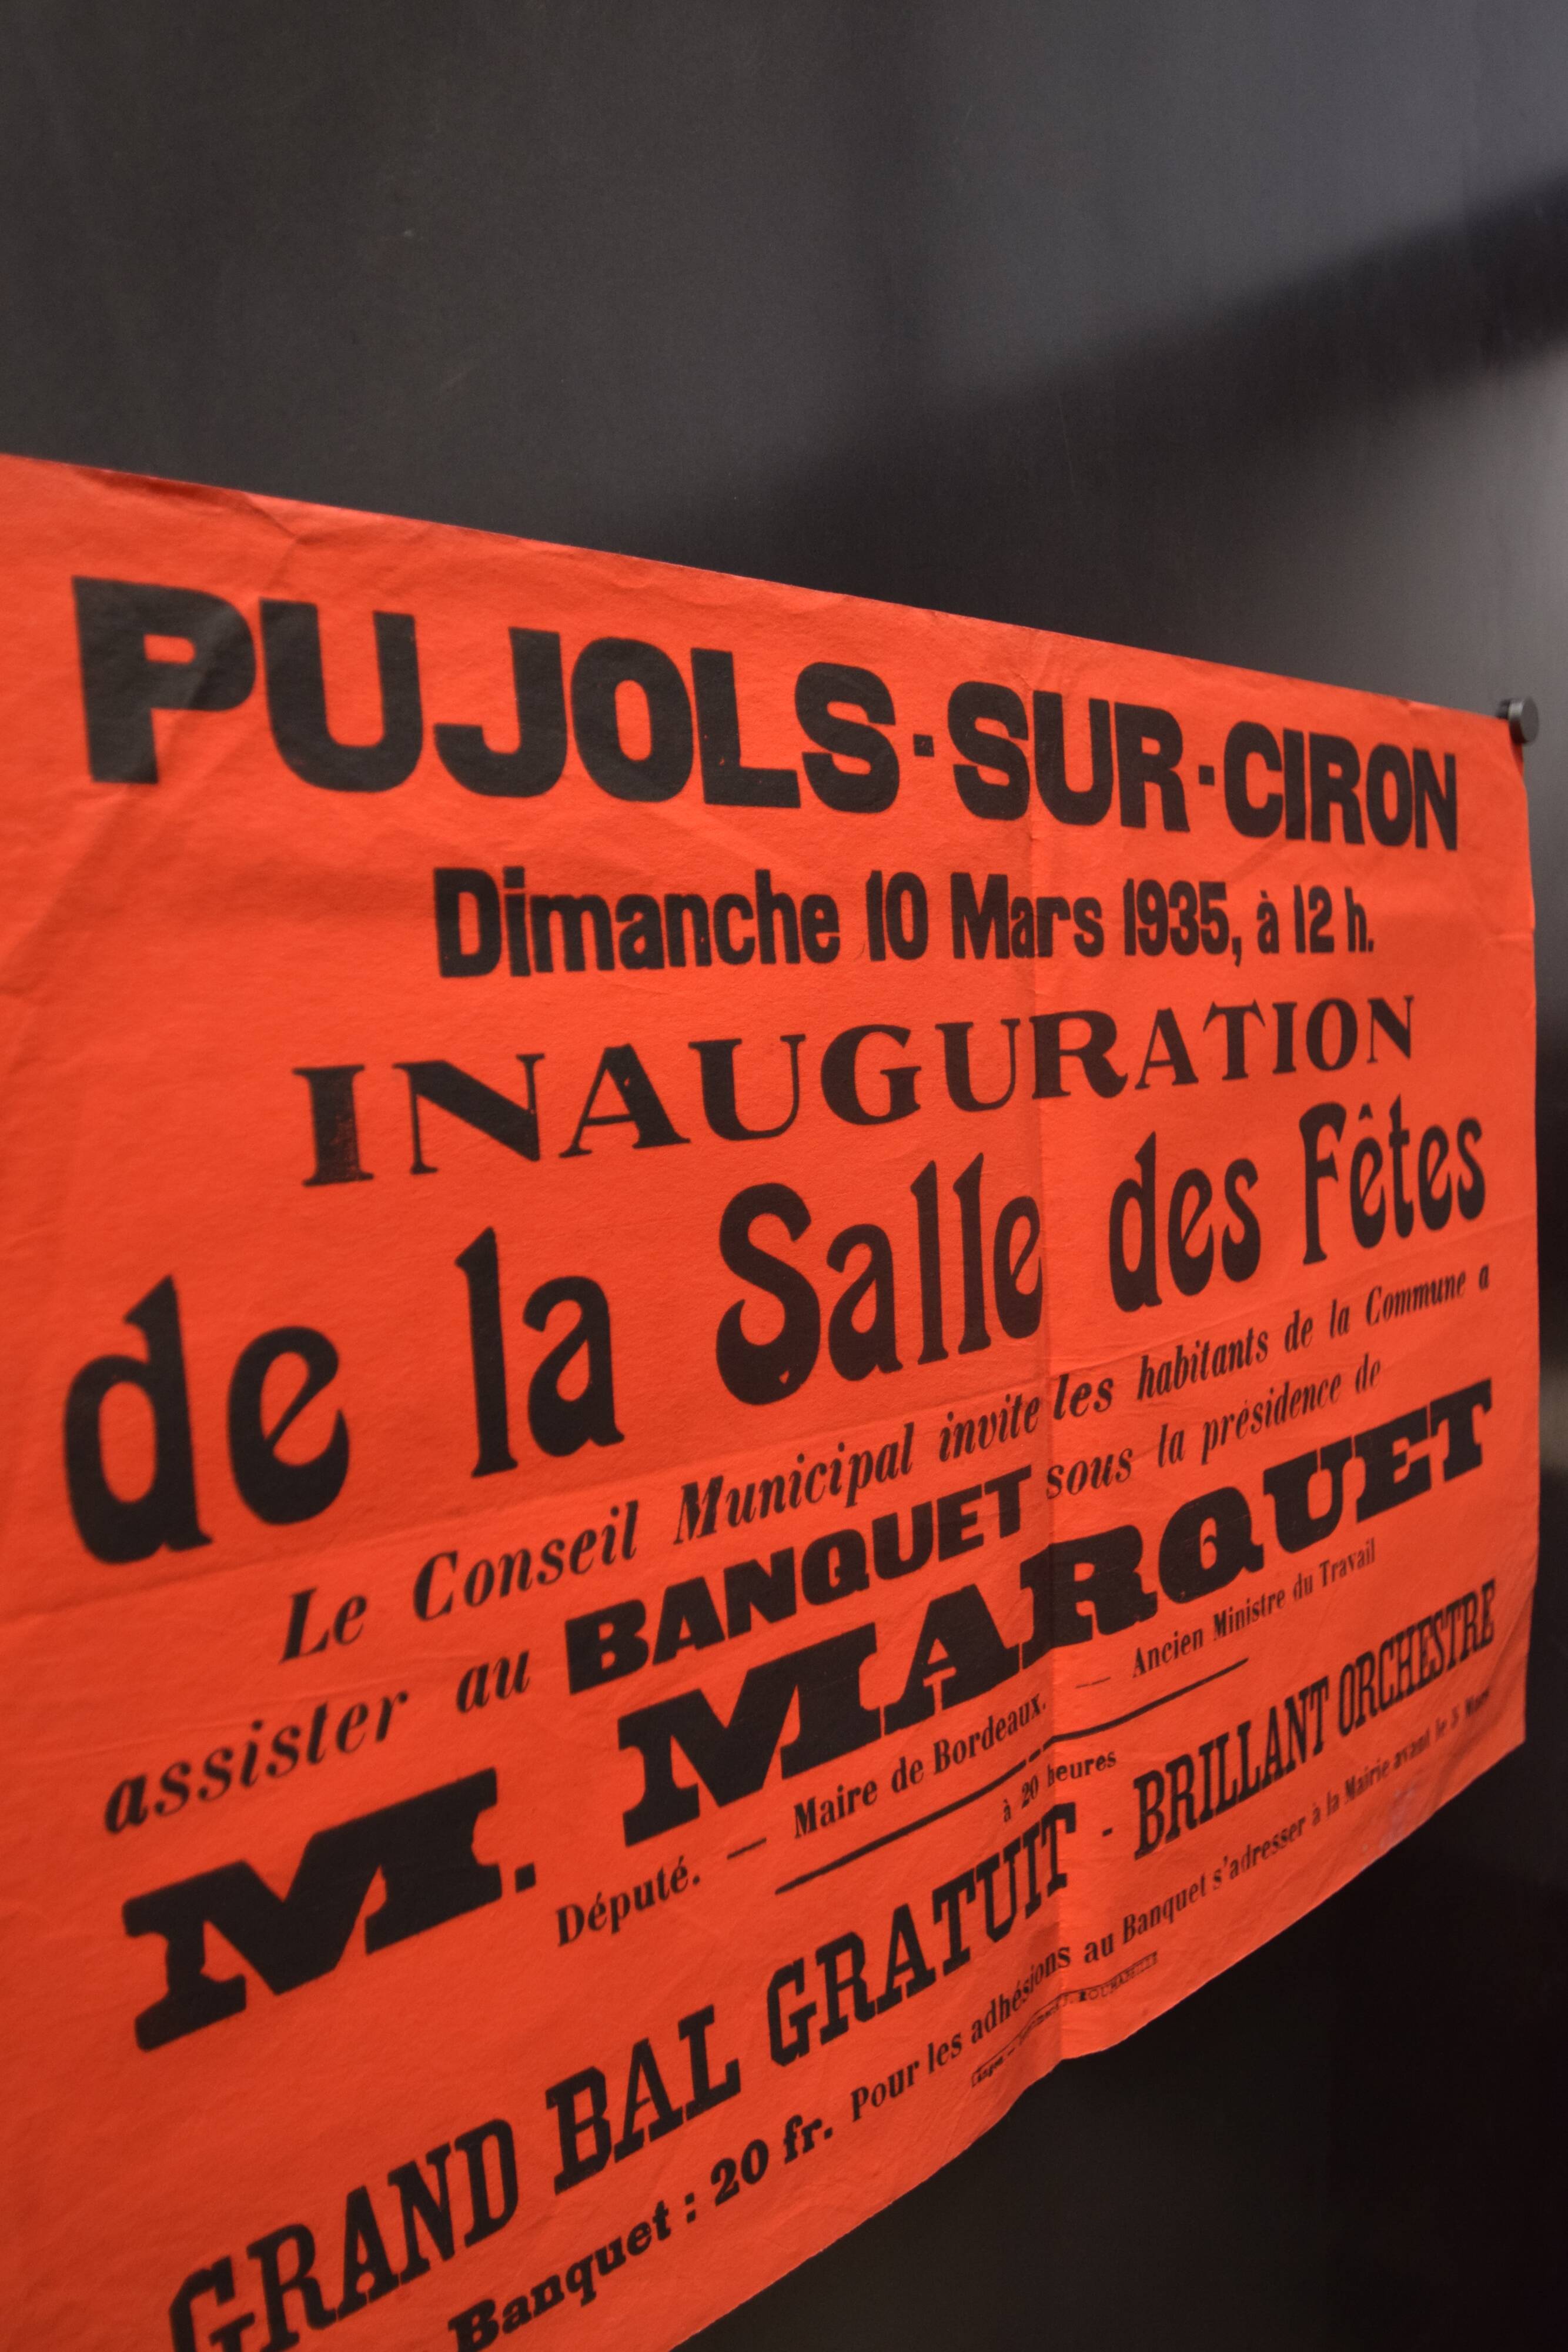 PUJOLS-SUR-CIRON
Dimanche 10 Mars 1935, à 12 h.
INAUGURATION
de la Salle des Fêtes
Le Conseil Municipal invite les habitants de la Commune a
assister au BANQUET sous la présidence de
M. MARQUET
Député. — Maire de Bordeaux. — Ancien Ministre du Travail
à 20 heures
GRAND BAL GRATUIT - BRILLANT ORCHESTRE
Banquet : 20 fr. Pour les adhésions au Banquet s'adresser à la Mairie avant le 5 Mars